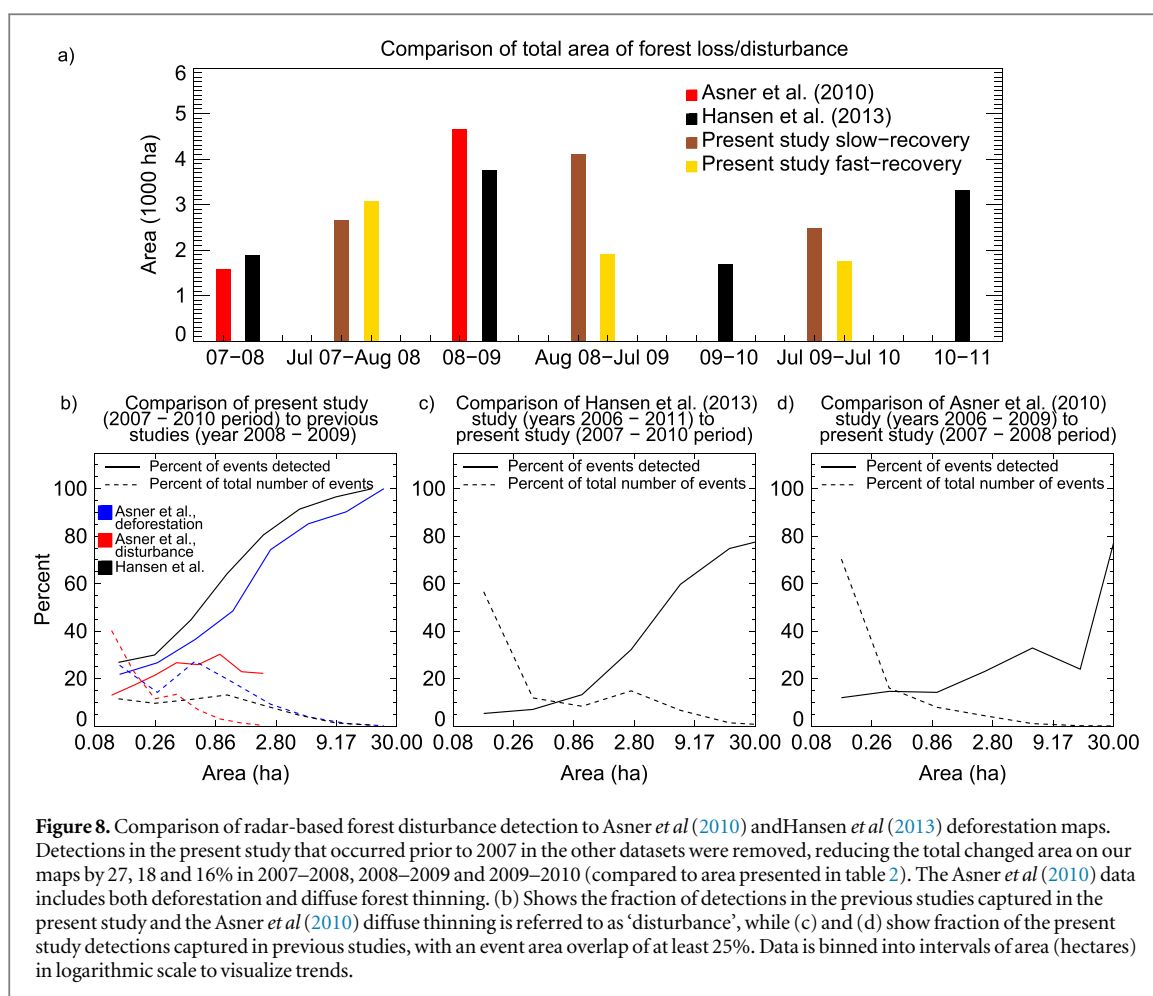 a)
Comparison of total area of forest loss/disturbance
Area (1000 ha)
6
5
4
3
2
1
0
Asner et al. (2010)
Hansen et al. (2013)
Present study slow−recovery
Present study fast−recovery
07−08 Jul 07−Aug 08 08−09 Aug 08−Jul 09 09−10 Jul 09−Jul 10 10−11
b)
Comparison of present study
(2007 − 2010 period) to previous
studies (year 2008 − 2009)
Percent of events detected
Percent of total number of events
Asner et al.,
deforestation
Asner et al.,
disturbance
Hansen et al.
Percent
100
80
60
40
20
0
0.08 0.26 0.86 2.80 9.17 30.00
Area (ha)
c)
Comparison of Hansen et al. (2013)
study (years 2006 − 2011) to
present study (2007 − 2010 period)
Percent of events detected
Percent of total number of events
100
80
60
40
20
0
0.08 0.26 0.86 2.80 9.17 30.00
Area (ha)
d)
Comparison of Asner et al. (2010)
study (years 2006 − 2009) to
present study (2007 − 2008 period)
Percent of events detected
Percent of total number of events
100
80
60
40
20
0
0.08 0.26 0.86 2.80 9.17 30.00
Area (ha)
Figure 8. Comparison of radar-based forest disturbance detection to Asner et al (2010) andHansen et al (2013) deforestation maps.
Detections in the present study that occurred prior to 2007 in the other datasets were removed, reducing the total changed area on our
maps by 27, 18 and 16% in 2007–2008, 2008–2009 and 2009–2010 (compared to area presented in table 2). The Asner et al (2010) data
includes both deforestation and diffuse forest thinning. (b) Shows the fraction of detections in the previous studies captured in the
present study and the Asner et al (2010) diffuse thinning is referred to as ‘disturbance’, while (c) and (d) show fraction of the present
study detections captured in previous studies, with an event area overlap of at least 25%. Data is binned into intervals of area (hectares)
in logarithmic scale to visualize trends.